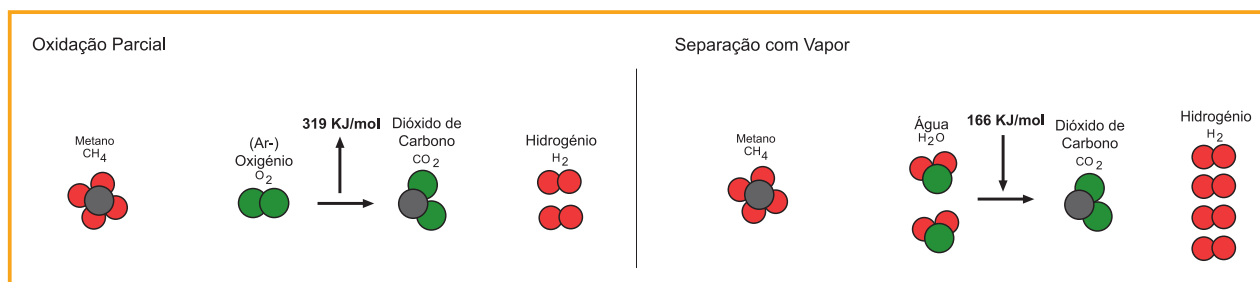 Oxidação Parcial
Metano
CH4
(Ar-)
Oxigénio
O2
319 KJ/mol
Dióxido de
Carbono
CO2
Hidrogénio
H2
Separação com Vapor
Metano
CH4
Água
H2O
166 KJ/mol
Dióxido de
Carbono
CO2
Hidrogénio
H2